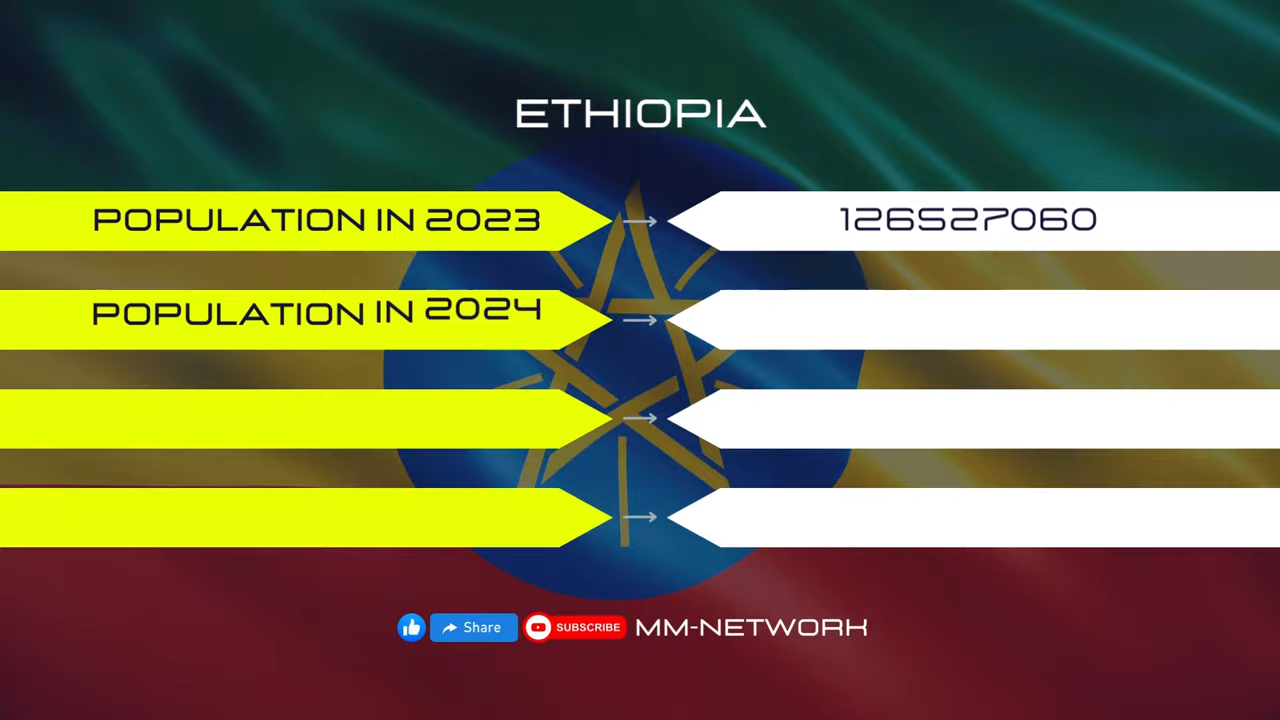 ETHIOPIA
POPULATION IN 2023 → 126527060
POPULATION IN 2024 →
→
→
Share SUBSCRIBE MM-NETWORK